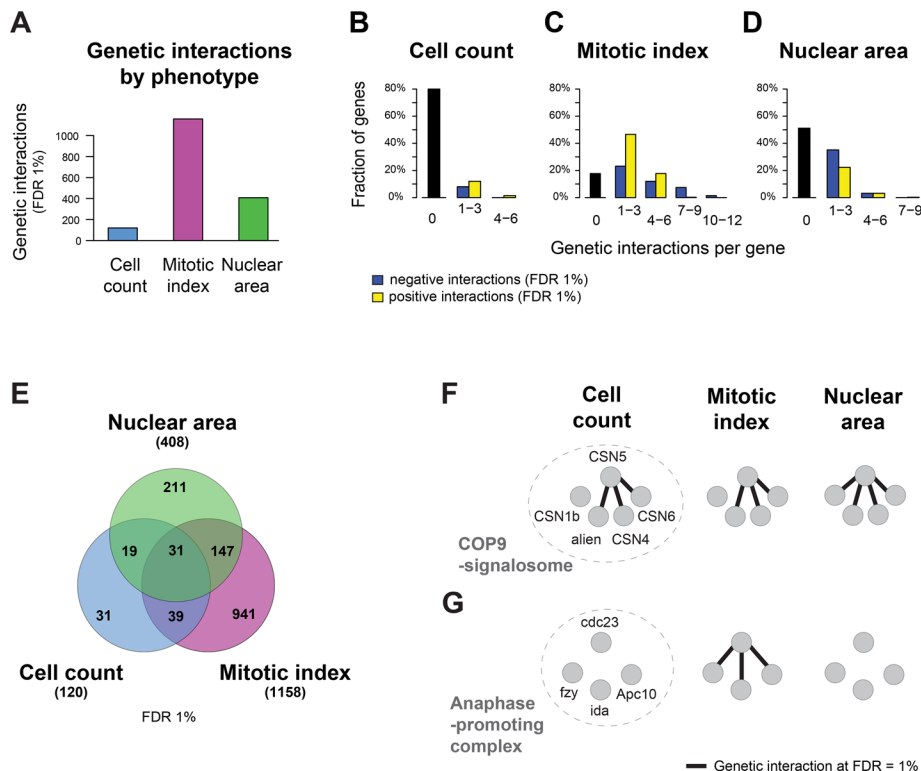 A
Genetic interactions
by phenotype
Genetic interactions
(FDR 1%)
1000
800
600
400
200
0
Cell
count
Mitotic
index
Nuclear
area
B
Cell count
Fraction of genes
80%
60%
40%
20%
0%
0
1−3
4−6
C
Mitotic index
80%
60%
40%
20%
0%
0
1−3
4−6
7−9
10−12
D
Nuclear area
80%
60%
40%
20%
0%
0
1−3
4−6
7−9
Genetic interactions per gene
negative interactions (FDR 1%)
positive interactions (FDR 1%)
E
Nuclear area
(408)
211
19
31
147
31
39
941
Cell count
(120)
Mitotic index
(1158)
FDR 1%
F
Cell
count
Mitotic
index
Nuclear
area
CSN5
CSN1b
CSN6
alien
CSN4
COP9
-signalosome
G
cdc23
fzy
Apc10
ida
Anaphase
-promoting
complex
Genetic interaction at FDR = 1%